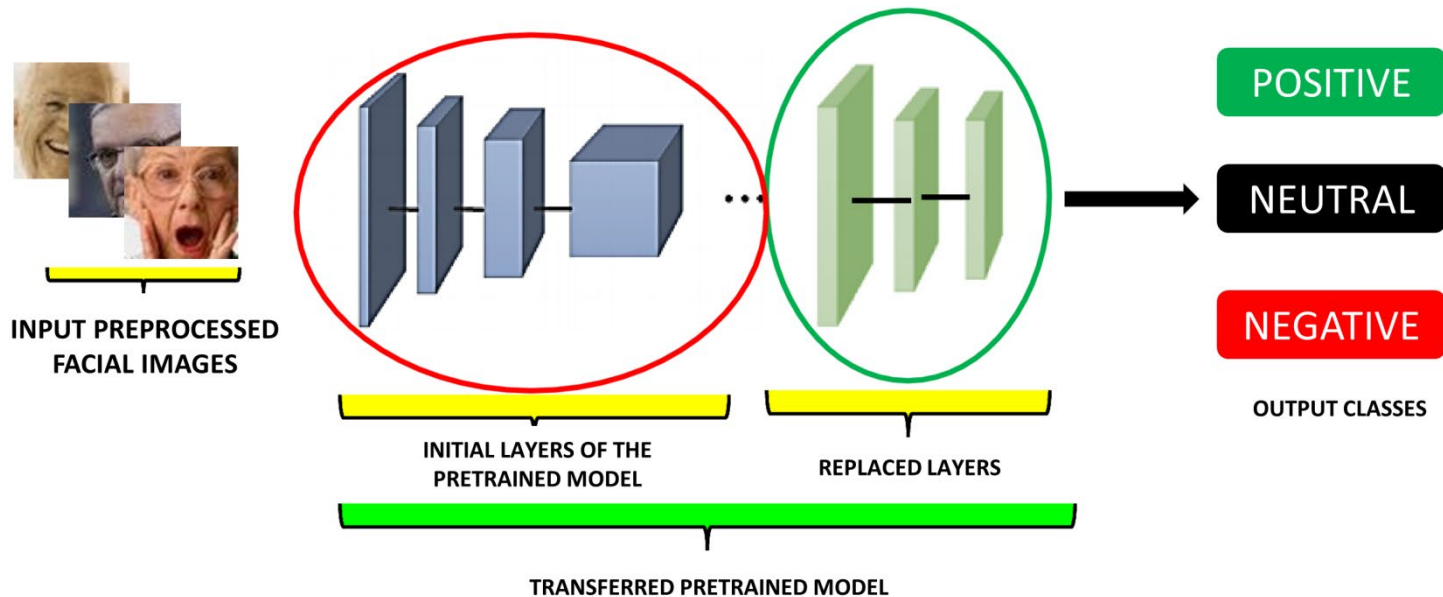 INPUT PREPROCESSED
FACIAL IMAGES
INITIAL LAYERS OF THE
PRETRAINED MODEL
REPLACED LAYERS
TRANSFERRED PRETRAINED MODEL
POSITIVE
NEUTRAL
NEGATIVE
OUTPUT CLASSES